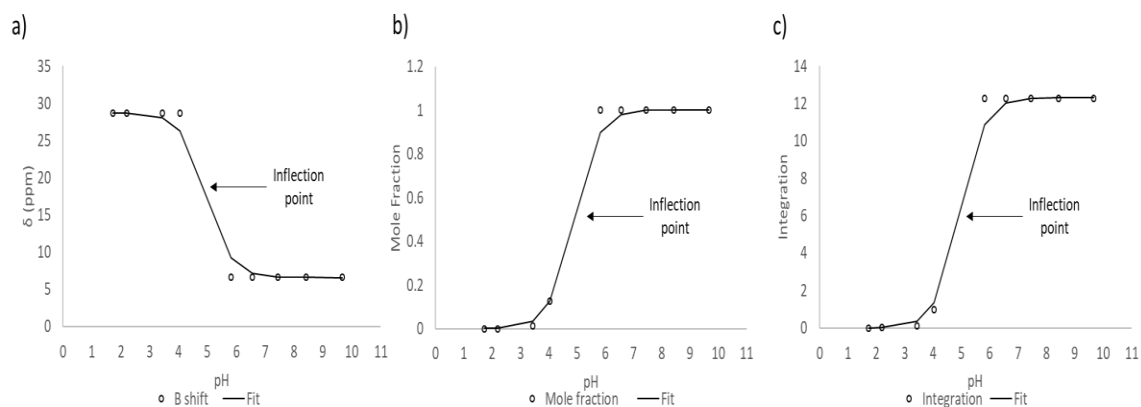 a)
35
30
25
20
15
10
5
0
δ (ppm)
Inflection
point
0 1 2 3 4 5 6 7 8 9 10 11
pH
B shift Fit
b)
1.2
1
0.8
0.6
0.4
0.2
0
Mole Fraction
Inflection
point
0 1 2 3 4 5 6 7 8 9 10 11
pH
Mole fraction Fit
c)
14
12
10
8
6
4
2
0
Integration
Inflection
point
0 1 2 3 4 5 6 7 8 9 10 11
pH
Integration Fit